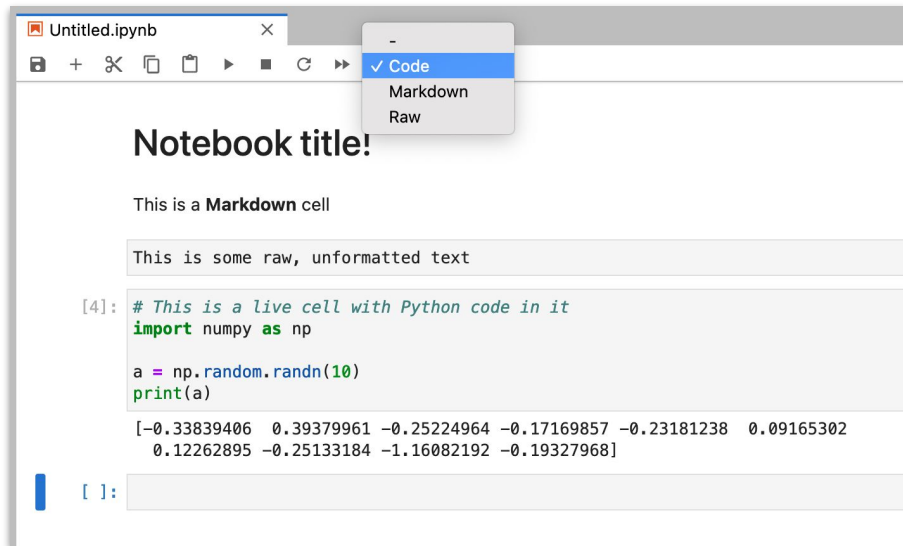 Untitled.ipynb
-
Code
Markdown
Raw
Notebook title!
This is a Markdown cell
This is some raw, unformatted text
[4]: # This is a live cell with Python code in it
import numpy as np
a = np.random.randn(10)
print(a)
[-0.33839406  0.39379961 -0.25224964 -0.17169857 -0.23181238  0.09165302
  0.12262895 -0.25133184 -1.16082192 -0.19327968]
[ ]: